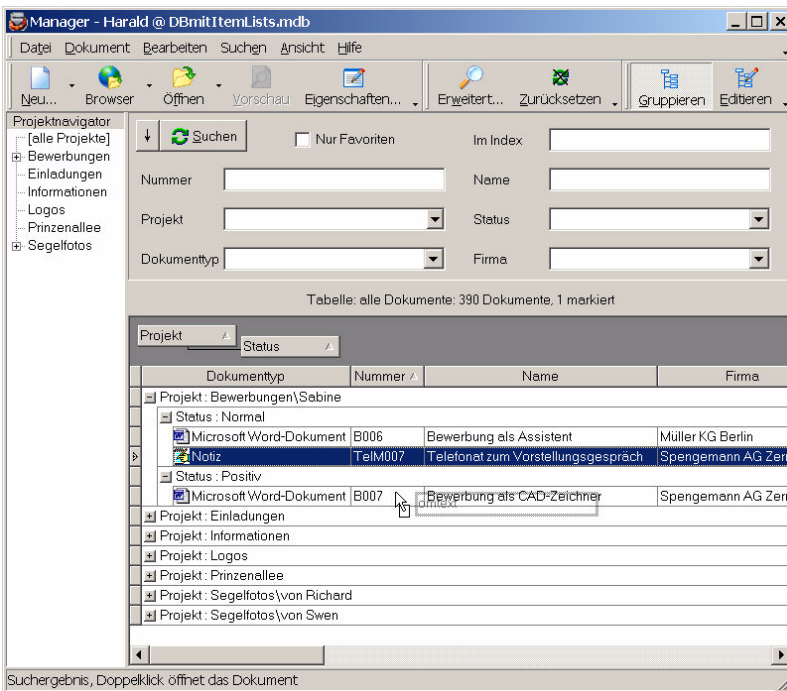 Manager - Harald @ DBmitItemLists.mdb
Datei Dokument Bearbeiten Suchen Ansicht Hilfe
Neu... Browser Öffnen Vorschau Eigenschaften... Erweitert... Zurücksetzen Gruppieren Editieren
Projektnavigator
[alle Projekte]
Bewerbungen
Einladungen
Informationen
Logos
Prinzenallee
Segelfotos
Suchen Nur Favoriten Im Index
Nummer Name
Projekt Status
Dokumenttyp Firma
Tabelle: alle Dokumente: 390 Dokumente, 1 markiert
Projekt
Status
Dokumenttyp Nummer Name Firma
Projekt : Bewerbungen\Sabine
Status : Normal
Microsoft Word-Dokument B006 Bewerbung als Assistent Müller KG Berlin
Notiz TelM007 Telefonat zum Vorstellungsgespräch Spengemann AG Zer
Status : Positiv
Microsoft Word-Dokument B007 Bewerbung als CAD-Zeichner Spengemann AG Zer
omtext
Projekt : Einladungen
Projekt : Informationen
Projekt : Logos
Projekt : Prinzenallee
Projekt : Segelfotos\von Richard
Projekt : Segelfotos\von Swen
Suchergebnis, Doppelklick öffnet das Dokument